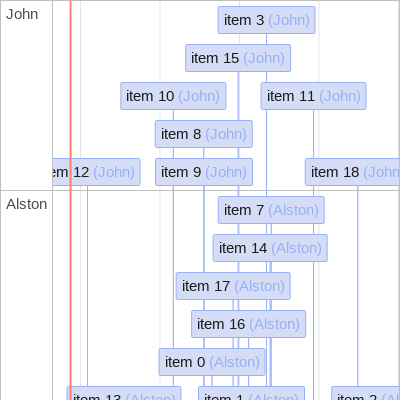 John
item 3 (John)
item 15 (John)
item 10 (John)
item 11 (John)
item 8 (John)
em 12 (John)
item 9 (John)
item 18 (John
Alston
item 7 (Alston)
item 14 (Alston)
item 17 (Alston)
item 16 (Alston)
item 0 (Alston)
item 13 (Alston)
item 1 (Alston)
item 2 (Al